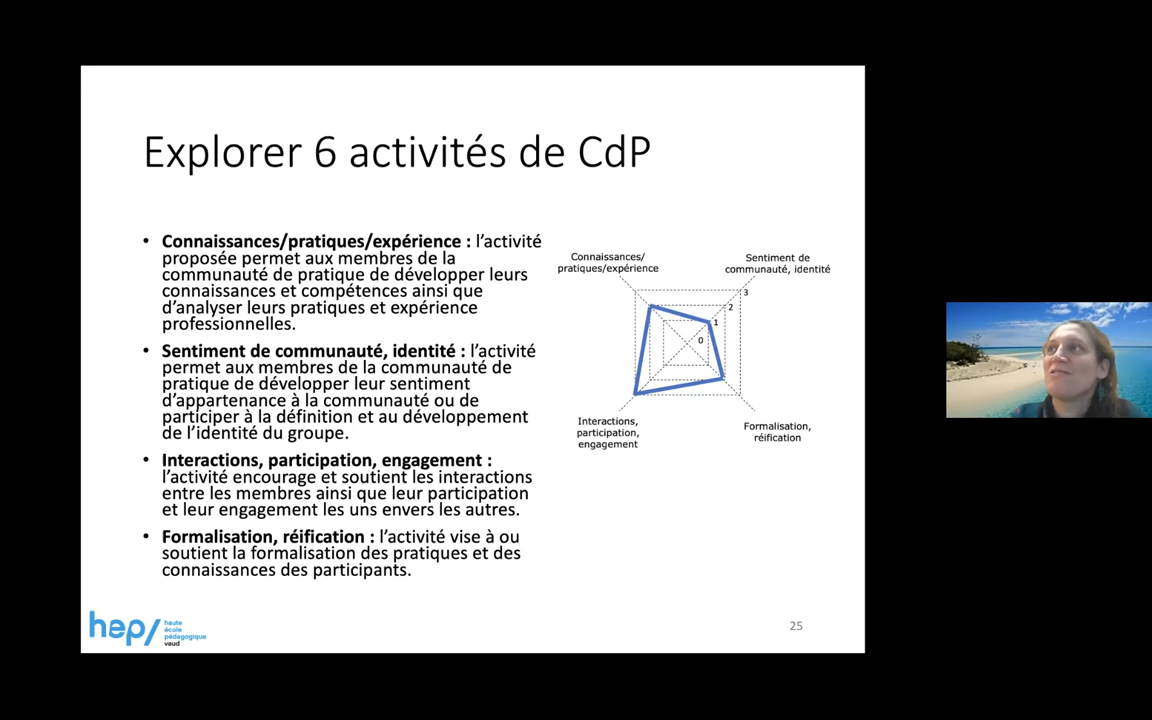 Explorer 6 activités de CdP
• Connaissances/pratiques/expérience : l’activité
proposée permet aux membres de la
communauté de pratique de développer leurs
connaissances et compétences ainsi que
d’analyser leurs pratiques et expérience
professionnelles.
• Sentiment de communauté, identité : l’activité
permet aux membres de la communauté de
pratique de développer leur sentiment
d’appartenance à la communauté ou de
participer à la définition et au développement
de l’identité du groupe.
• Interactions, participation, engagement :
l’activité encourage et soutient les interactions
entre les membres ainsi que leur participation
et leur engagement les uns envers les autres.
• Formalisation, réification : l’activité vise à ou
soutient la formalisation des pratiques et des
connaissances des participants.
Connaissances/
pratiques/expérience
Sentiment de
communauté, identité
3
2
1
0
Interactions,
participation,
engagement
Formalisation,
réification
hep/
haute
école
pédagogique
vaud
25